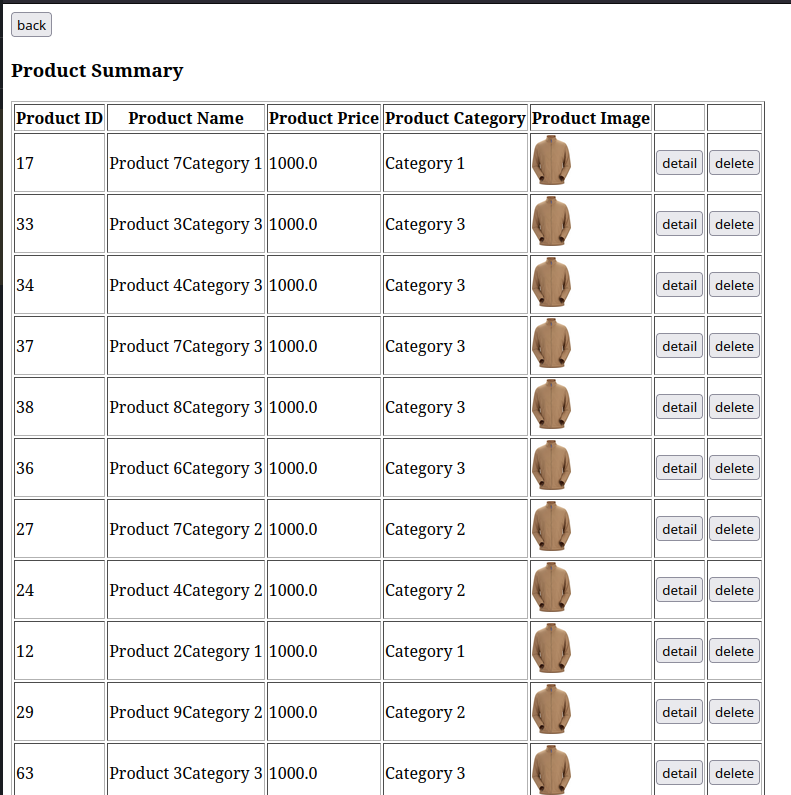 back
Product Summary
Product ID Product Name Product Price Product Category Product Image
17 Product 7Category 1 1000.0 Category 1 detail delete
33 Product 3Category 3 1000.0 Category 3 detail delete
34 Product 4Category 3 1000.0 Category 3 detail delete
37 Product 7Category 3 1000.0 Category 3 detail delete
38 Product 8Category 3 1000.0 Category 3 detail delete
36 Product 6Category 3 1000.0 Category 3 detail delete
27 Product 7Category 2 1000.0 Category 2 detail delete
24 Product 4Category 2 1000.0 Category 2 detail delete
12 Product 2Category 1 1000.0 Category 1 detail delete
29 Product 9Category 2 1000.0 Category 2 detail delete
63 Product 3Category 3 1000.0 Category 3 detail delete